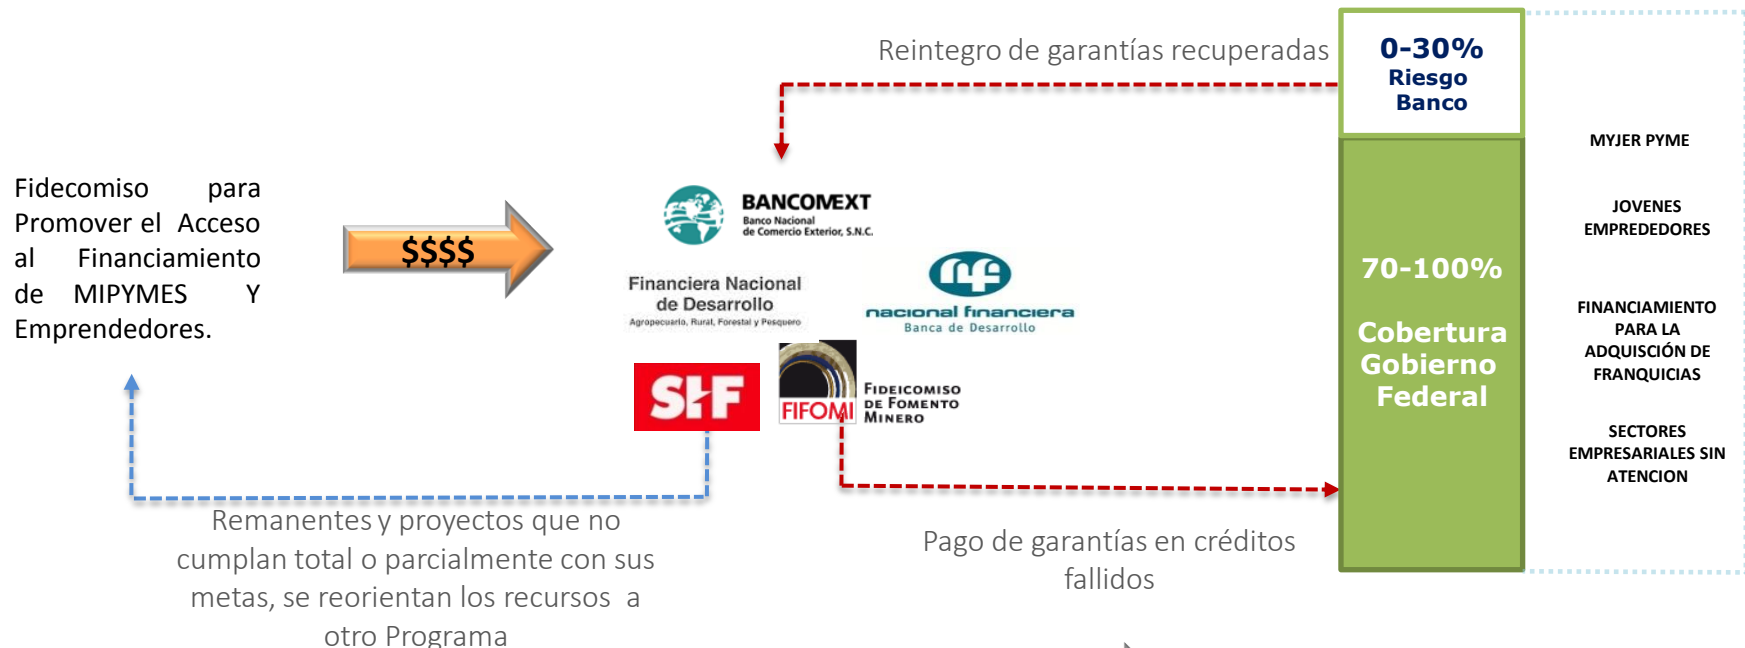 Reintegro de garantías recuperadas
0-30%
Riesgo
Banco
Fidecomiso para
Promover el Acceso
al Financiamiento
de MIPYMES Y
Emprendedores.
$$$$
BANCOMEXT
Banco Nacional
de Comercio Exterior, S.N.C.
Financiera Nacional
de Desarrollo
Agropecuario, Rural, Forestal y Pesquero
nf
nacional financiera
Banca de Desarrollo
SHF
FIFOMI
FIDEICOMISO
DE FOMENTO
MINERO
70-100%
Cobertura
Gobierno
Federal
MYJER PYME
JOVENES
EMPREDEDORES
FINANCIAMIENTO
PARA LA
ADQUISCIÓN DE
FRANQUICIAS
SECTORES
EMPRESARIALES SIN
ATENCION
Remanentes y proyectos que no
cumplan total o parcialmente con sus
metas, se reorientan los recursos a
otro Programa
Pago de garantías en créditos
fallidos